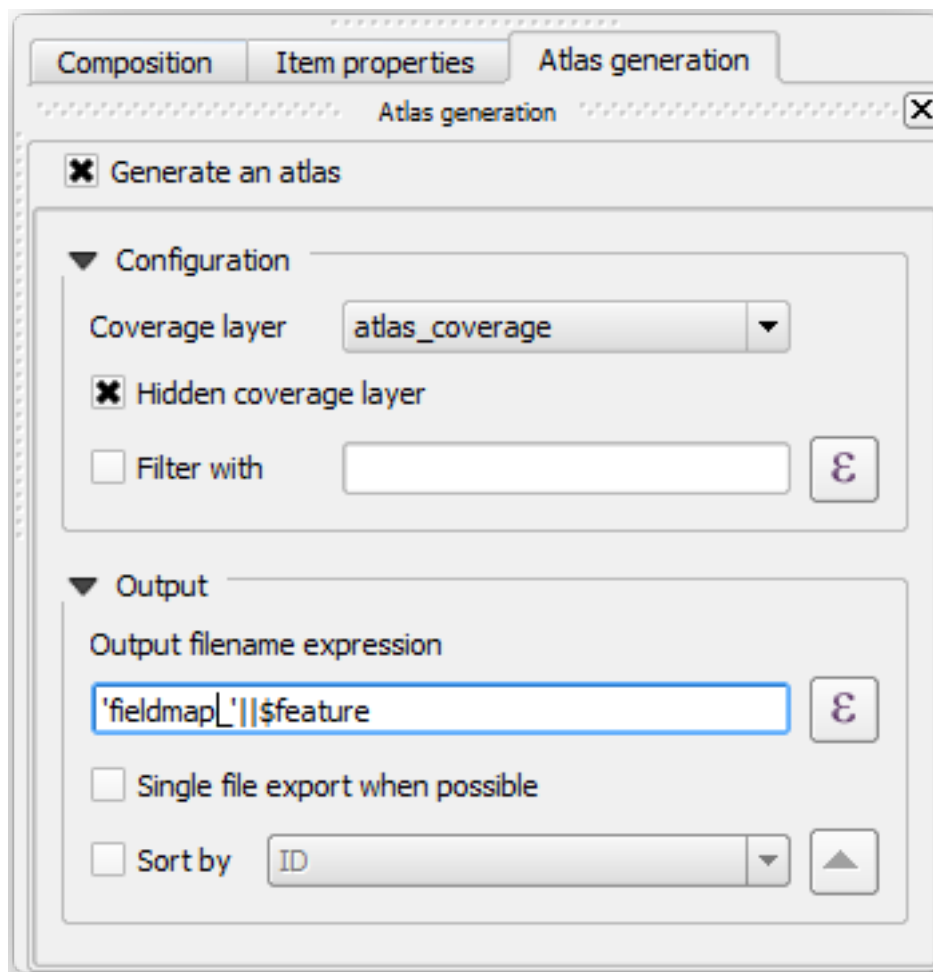 Composition Item properties Atlas generation
Atlas generation
Generate an atlas
Configuration
Coverage layer atlas_coverage
Hidden coverage layer
Filter with ε
Output
Output filename expression
'fieldmap_'||$feature ε
Single file export when possible
Sort by ID